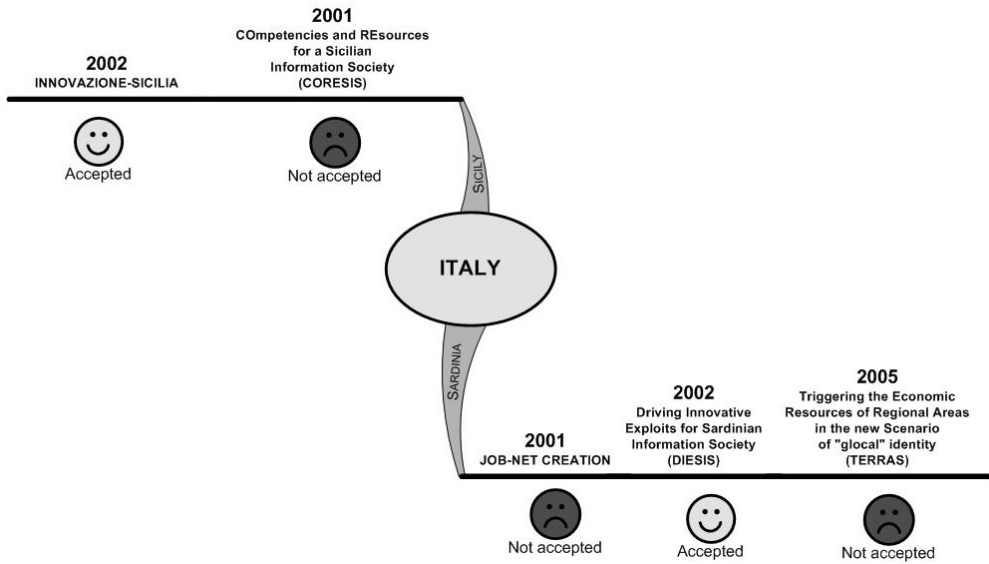 2002
INNOVAZIONE-SICILIA
Accepted
2001
COmpetencies and REsources
for a Sicilian
Information Society
(CORESIS)
Not accepted
SICILY
ITALY
SARDINIA
2001
JOB-NET CREATION
Not accepted
2002
Driving Innovative
Exploits for Sardinian
Information Society
(DIESIS)
Accepted
2005
Triggering the Economic
Resources of Regional Areas
in the new Scenario
of "glocal" identity
(TERRAS)
Not accepted